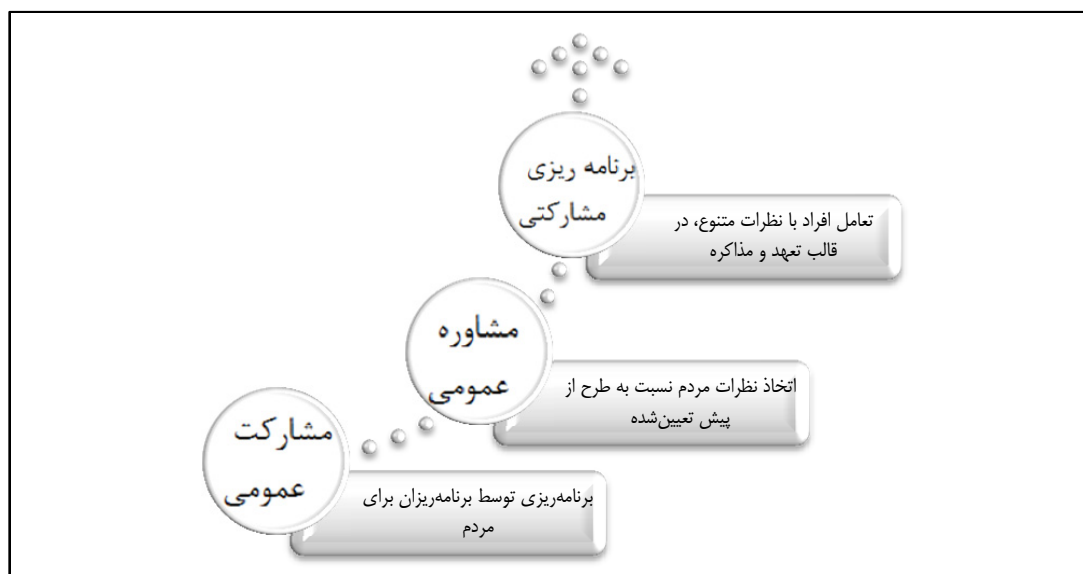 برنامه ریزی
مشارکتی
تعامل افراد با نظرات متنوع، در
قالب تعهد و مذاکره
مشاوره
عمومی
اتخاذ نظرات مردم نسبت به طرح از
پیش تعیین‌شده
مشارکت
عمومی
برنامه‌ریزی توسط برنامه‌ریزان برای
مردم